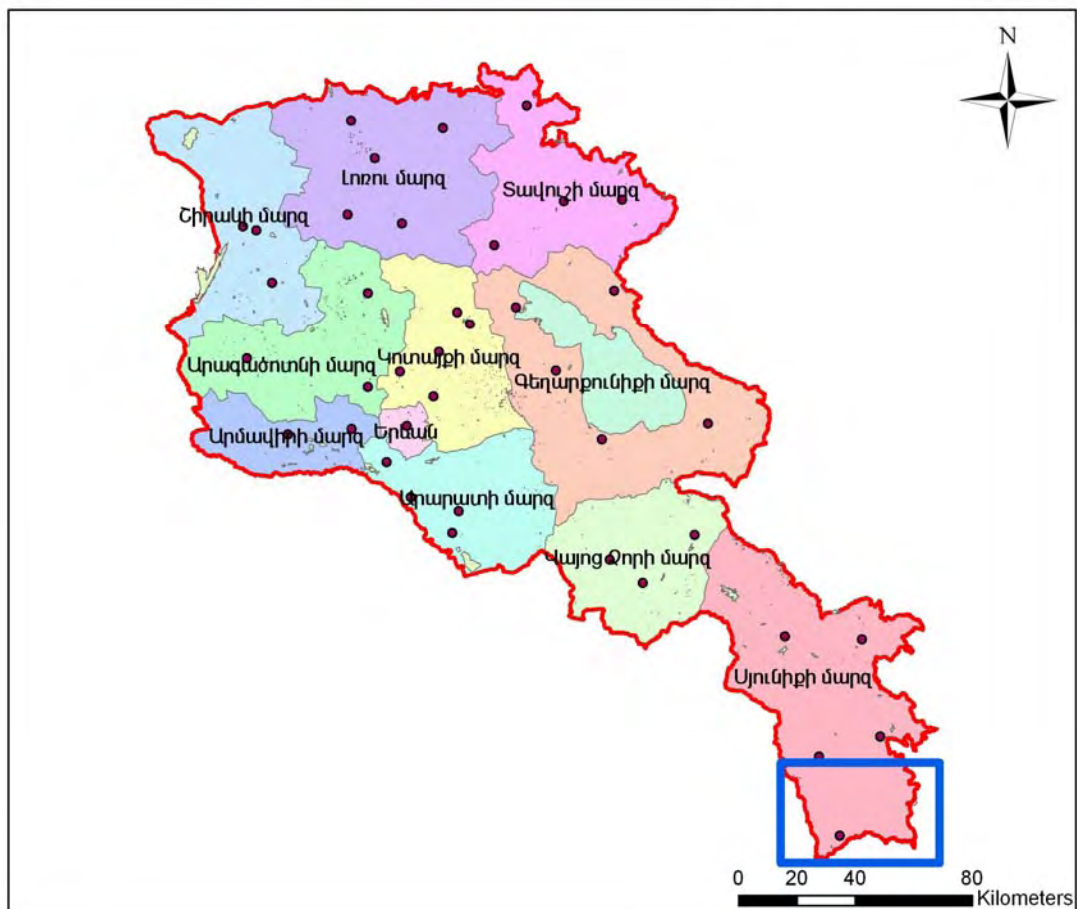 N
Լոռու մարզ
Տավուշի մարզ
Շիրակի մարզ
Կոտայքի մարզ
Արագածոտնի մարզ
Գեղարքունիքի մարզ
Երևան
Արմավիրի մարզ
Արարատի մարզ
Վայոց Ձորի մարզ
Սյունիքի մարզ
0 20 40 80
Kilometers